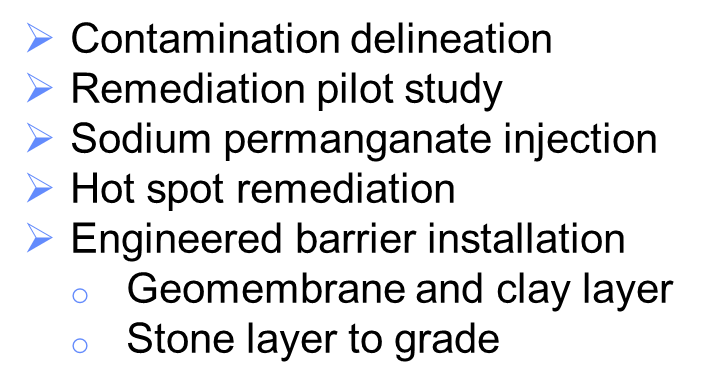 Contamination delineation
Remediation pilot study
Sodium permanganate injection
Hot spot remediation
Engineered barrier installation
Geomembrane and clay layer
Stone layer to grade